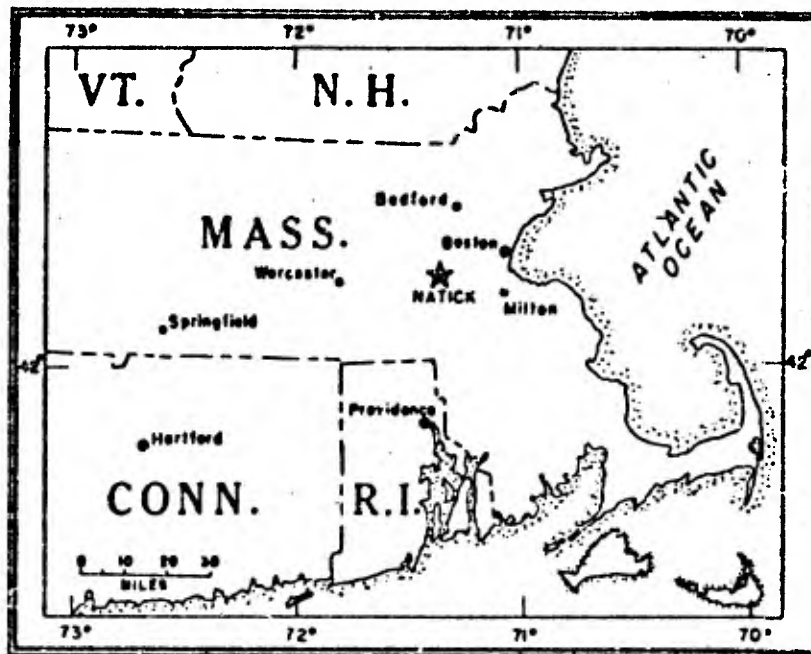 73° 72° 71° 70°
VT. N.H.
Bedford
ATLANTIC
OCEAN
MASS.
Boston
Worcester
NATICK
Milton
Springfield
42° 42°
Providence
Hartford
CONN. R.I.
0 10 20 30
MILES
73° 72° 71° 70°